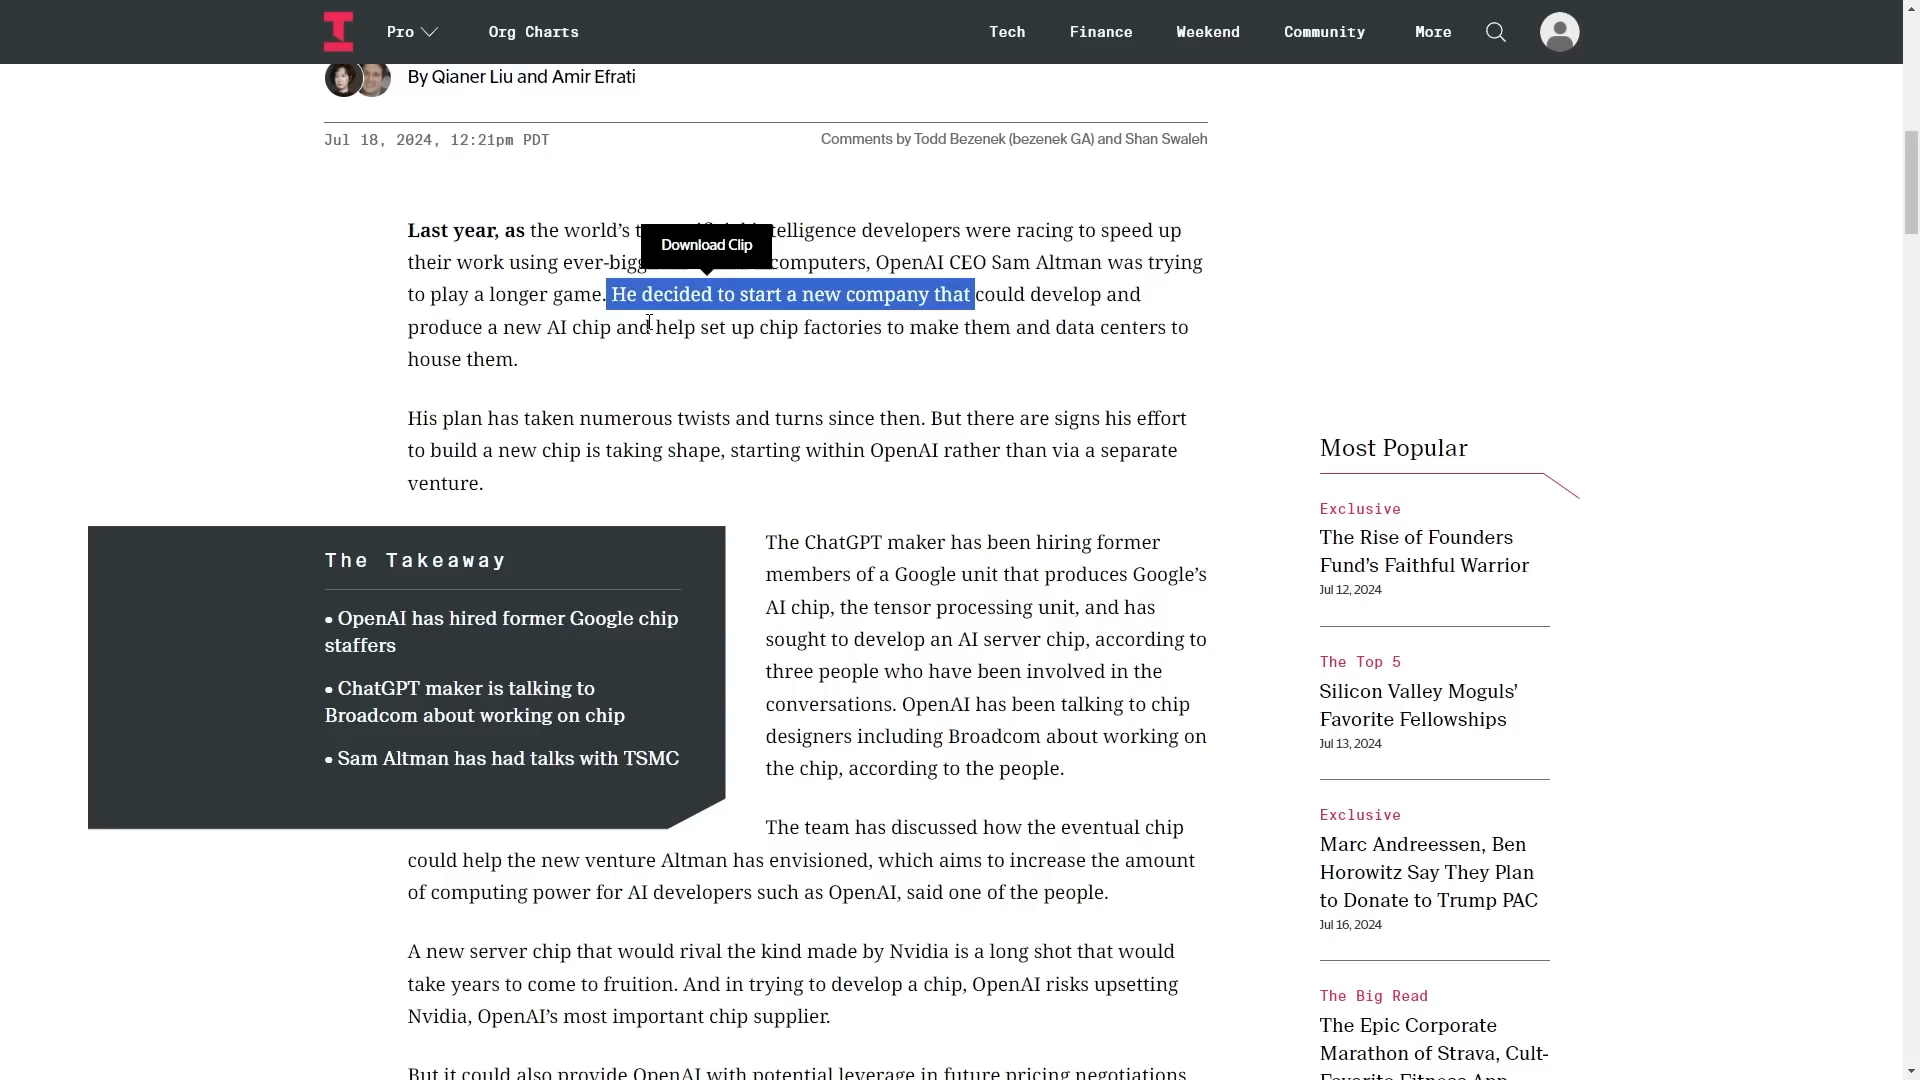 Pro
Org Charts
Tech
Finance
Weekend
Community
More
By Qianer Liu and Amir Efrati
Jul 18, 2024, 12:21pm PDT
Comments by Todd Bezenek (bezenek GA) and Shan Swaleh
Download Clip
Last year, as the world’s telligence developers were racing to speed up
their work using ever-bigg computers, OpenAI CEO Sam Altman was trying
to play a longer game. He decided to start a new company that could develop and
produce a new AI chip and help set up chip factories to make them and data centers to
house them.
His plan has taken numerous twists and turns since then. But there are signs his effort
to build a new chip is taking shape, starting within OpenAI rather than via a separate
venture.
The Takeaway
• OpenAI has hired former Google chip
staffers
• ChatGPT maker is talking to
Broadcom about working on chip
• Sam Altman has had talks with TSMC
The ChatGPT maker has been hiring former
members of a Google unit that produces Google’s
AI chip, the tensor processing unit, and has
sought to develop an AI server chip, according to
three people who have been involved in the
conversations. OpenAI has been talking to chip
designers including Broadcom about working on
the chip, according to the people.
The team has discussed how the eventual chip
could help the new venture Altman has envisioned, which aims to increase the amount
of computing power for AI developers such as OpenAI, said one of the people.
A new server chip that would rival the kind made by Nvidia is a long shot that would
take years to come to fruition. And in trying to develop a chip, OpenAI risks upsetting
Nvidia, OpenAI’s most important chip supplier.
But it could also provide OpenAI with potential leverage in future pricing negotiations
Most Popular
Exclusive
The Rise of Founders
Fund's Faithful Warrior
Jul 12, 2024
The Top 5
Silicon Valley Moguls'
Favorite Fellowships
Jul 13, 2024
Exclusive
Marc Andreessen, Ben
Horowitz Say They Plan
to Donate to Trump PAC
Jul 16, 2024
The Big Read
The Epic Corporate
Marathon of Strava, Cult-
Favorite Fitness App